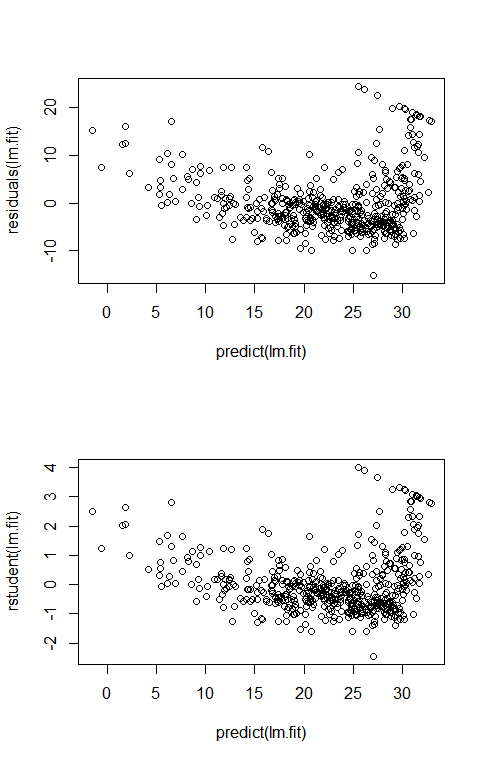 residuals(lm.fit)
20
10
0
-10
0 5 10 15 20 25 30
predict(lm.fit)
rstudent(lm.fit)
4
3
2
1
0
-1
-2
0 5 10 15 20 25 30
predict(lm.fit)